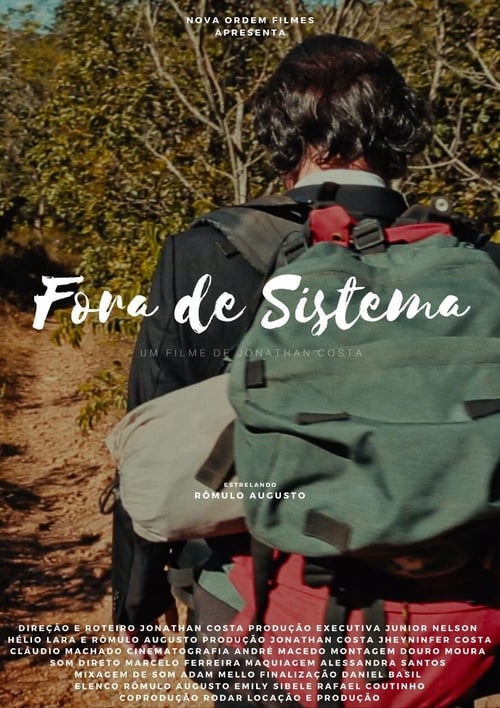 NOVA ORDEM FILMES
APRESENTA
Fora de Sistema
UM FILME DE JONATHAN COSTA
ESTRELANDO
RÔMULO AUGUSTO
DIREÇÃO E ROTEIRO JONATHAN COSTA PRODUÇÃO EXECUTIVA JUNIOR NELSON
HÉLIO LARA E RÔMULO AUGUSTO PRODUÇÃO JONATHAN COSTA JHEYNINFER COSTA
CLÁUDIO MACHADO CINEMATOGRAFIA ANDRÉ MACEDO MONTAGEM DOURO MOURA
SOM DIRETO MARCELO FERREIRA MAQUIAGEM ALESSANDRA SANTOS
MIXAGEM DE SOM ADAM MELLO FINALIZAÇÃO DANIEL BASIL
ELENCO RÔMULO AUGUSTO EMILY SIBELE RAFAEL COUTINHO
COPRODUÇÃO RODAR LOCAÇÃO E PRODUÇÃO